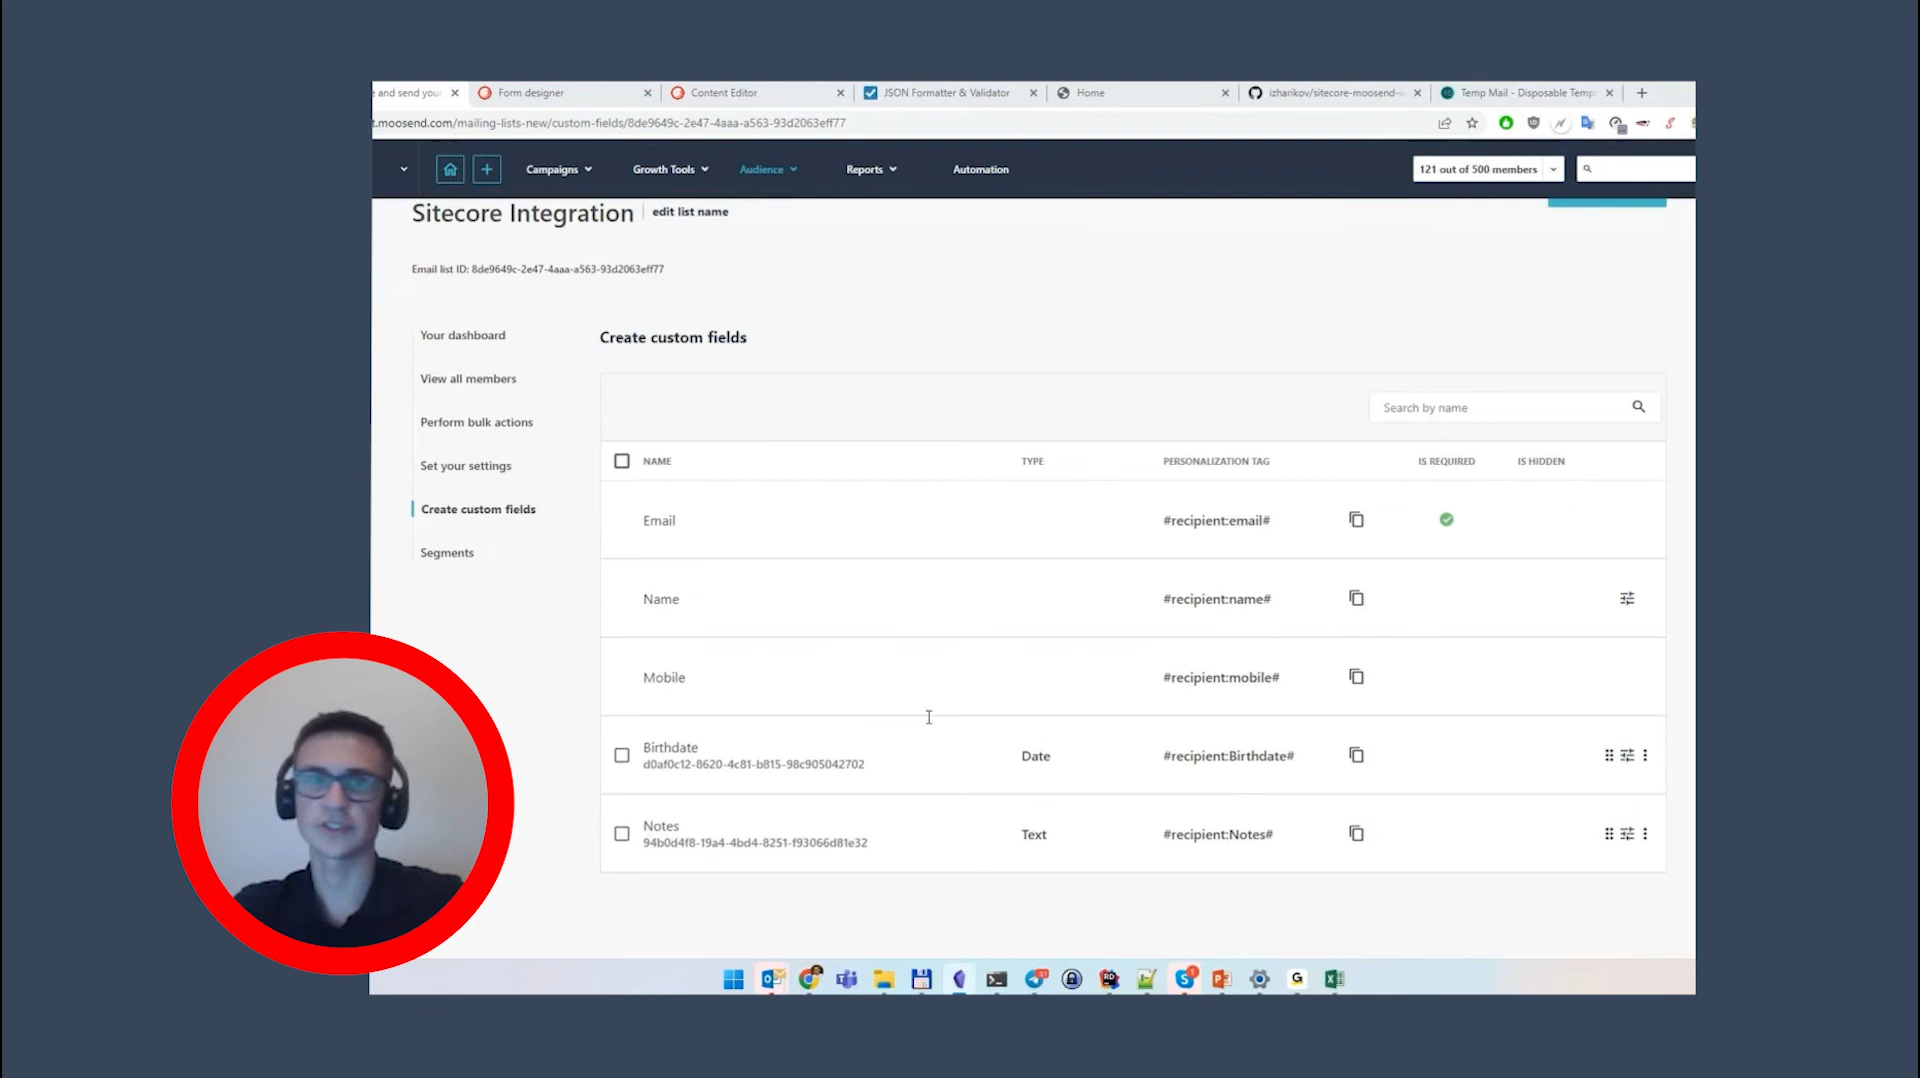 e and send your
Form designer
Content Editor
JSON Formatter & Validator
Home
izharikov/sitecore-moosend-w
Temp Mail - Disposable Temp
t.moosend.com/mailing-lists-new/custom-fields/8de9649c-2e47-4aaa-a563-93d2063eff77
Campaigns
Growth Tools
Audience
Reports
Automation
121 out of 500 members
Sitecore Integration
edit list name
Email list ID: 8de9649c-2e47-4aaa-a563-93d2063eff77
Your dashboard
View all members
Perform bulk actions
Set your settings
Create custom fields
Segments
Create custom fields
Search by name
NAME TYPE PERSONALIZATION TAG IS REQUIRED IS HIDDEN
Email #recipient:email#
Name #recipient:name#
Mobile #recipient:mobile#
Birthdate
d0af0c12-8620-4c81-b815-98c905042702
Date #recipient:Birthdate#
Notes
94b0d4f8-19a4-4bd4-8251-f93066d81e32
Text #recipient:Notes#